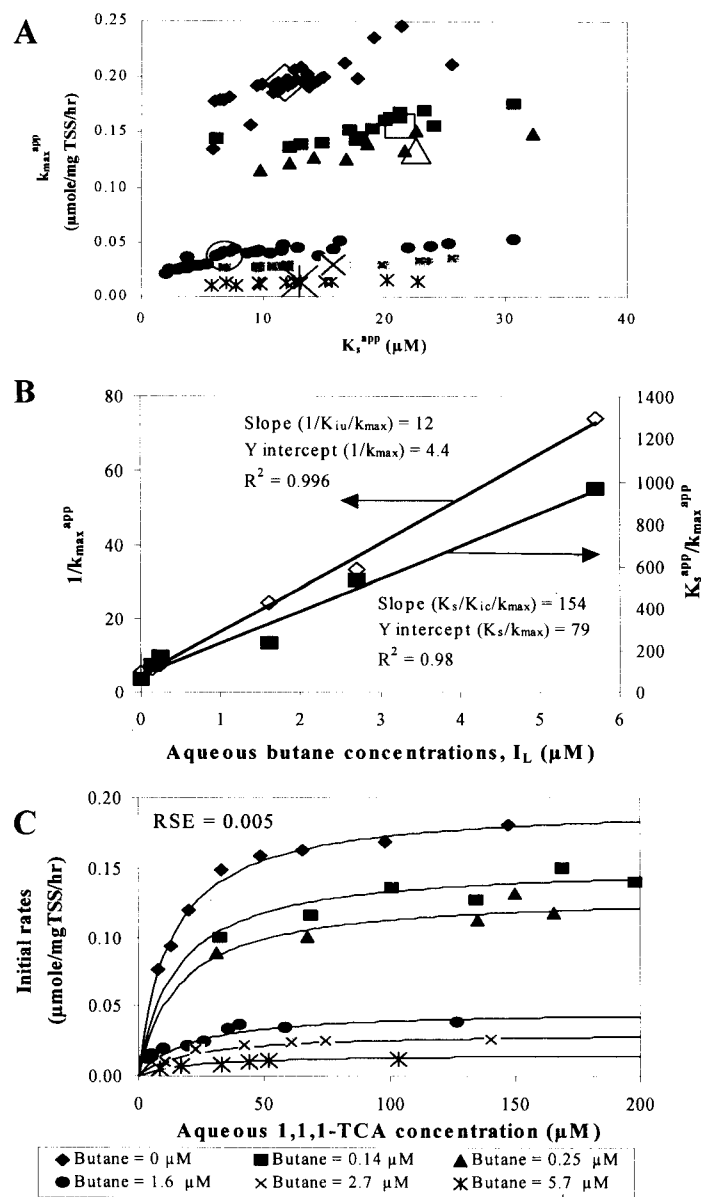 A
k_max^app
(μmole/mg TSS/hr)
0.25
0.20
0.15
0.10
0.05
0.00
0
10
20
30
40
K_s^app (μM)
B
1/k_max^app
80
60
40
20
0
Slope (1/K_iu/k_max) = 12
Y intercept (1/k_max) = 4.4
R² = 0.996
Slope (K_s/K_ic/k_max) = 154
Y intercept (K_s/k_max) = 79
R² = 0.98
1400
1200
1000
800
600
400
200
0
K_s^app/k_max^app
0
1
2
3
4
5
6
Aqueous butane concentrations, I_L (μM)
C
RSE = 0.005
Initial rates
(μmole/mgTSS/hr)
0.20
0.15
0.10
0.05
0.00
0
50
100
150
200
Aqueous 1,1,1-TCA concentration (μM)
Butane = 0 μM
Butane = 0.14 μM
Butane = 0.25 μM
Butane = 1.6 μM
Butane = 2.7 μM
Butane = 5.7 μM